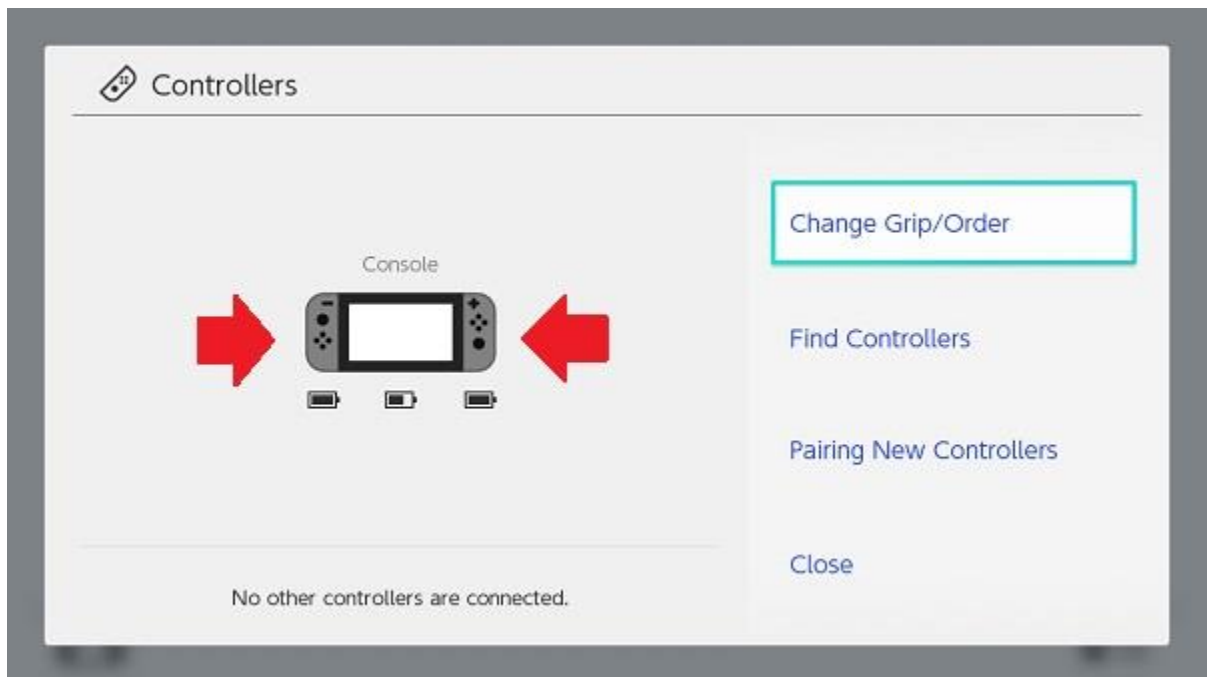 Controllers
Console
No other controllers are connected.
Change Grip/Order
Find Controllers
Pairing New Controllers
Close